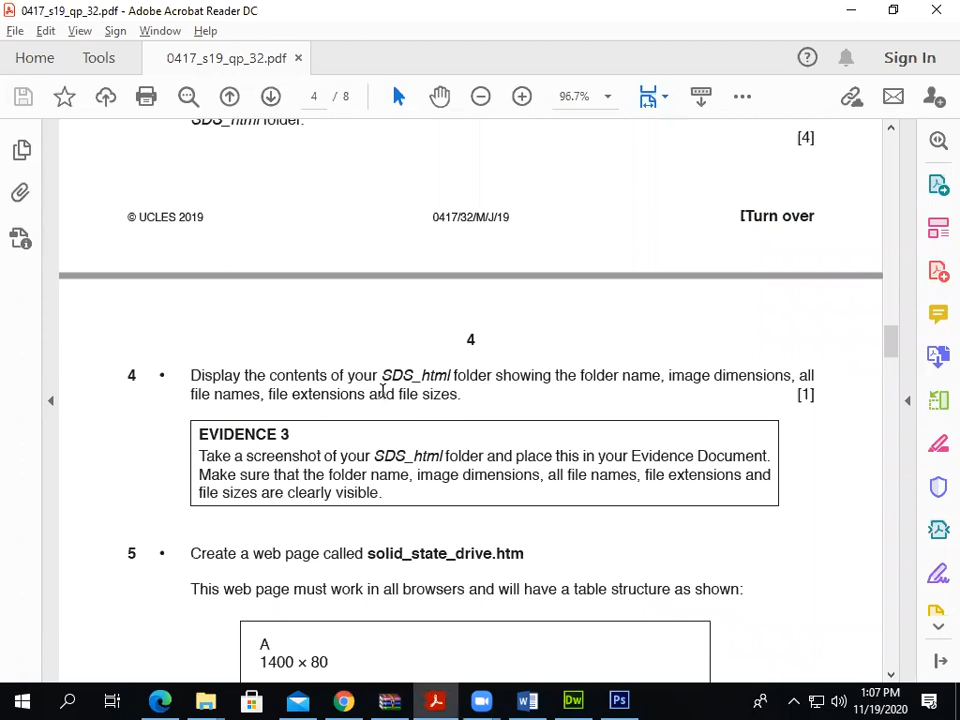 0417_s19_qp_32.pdf - Adobe Acrobat Reader DC
File Edit View Sign Window Help
Home Tools 0417_s19_qp_32.pdf × Sign In
4 / 8 96.7%
SDS_html folder.
[4]
© UCLES 2019 0417/32/M/J/19 [Turn over
4
4 • Display the contents of your SDS_html folder showing the folder name, image dimensions, all
file names, file extensions and file sizes. [1]
EVIDENCE 3
Take a screenshot of your SDS_html folder and place this in your Evidence Document.
Make sure that the folder name, image dimensions, all file names, file extensions and
file sizes are clearly visible.
5 • Create a web page called solid_state_drive.htm
This web page must work in all browsers and will have a table structure as shown:
A
1400 × 80
Dw Ps
1:07 PM
11/19/2020